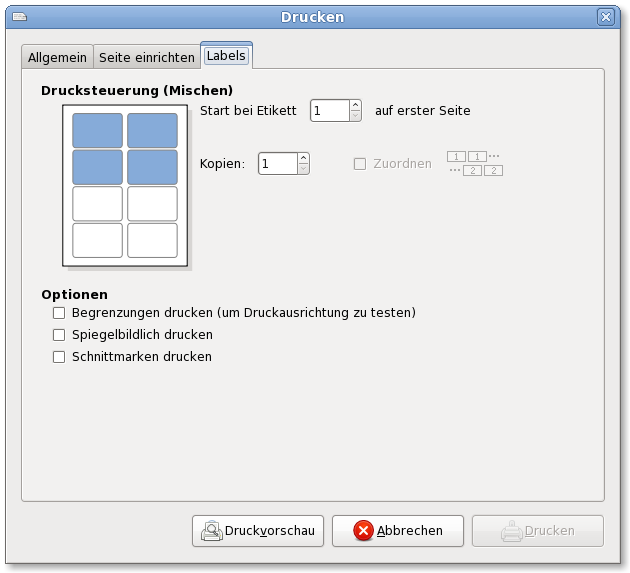 Drucken
Allgemein Seite einrichten Labels
Drucksteuerung (Mischen)
Start bei Etikett 1 auf erster Seite
Kopien: 1 Zuordnen 1 1 ...
... 2 2
Optionen
Begrenzungen drucken (um Druckausrichtung zu testen)
Spiegelbildlich drucken
Schnittmarken drucken
Druckvorschau Abbrechen Drucken